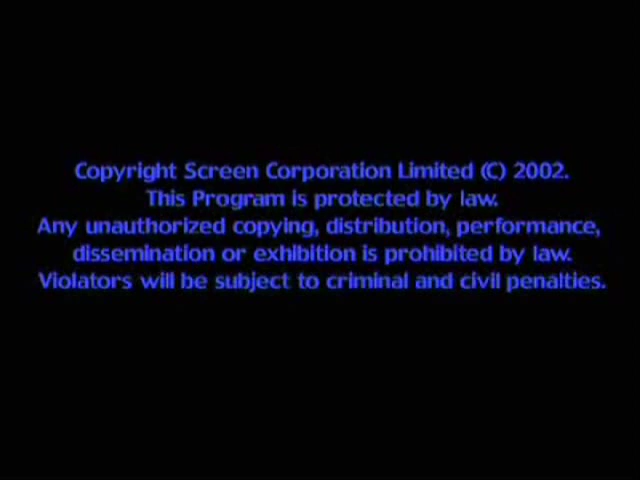 Copyright Screen Corporation Limited (C) 2002.
This Program is protected by law.
Any unauthorized copying, distribution, performance,
dissemination or exhibition is prohibited by law.
Violators will be subject to criminal and civil penalties.